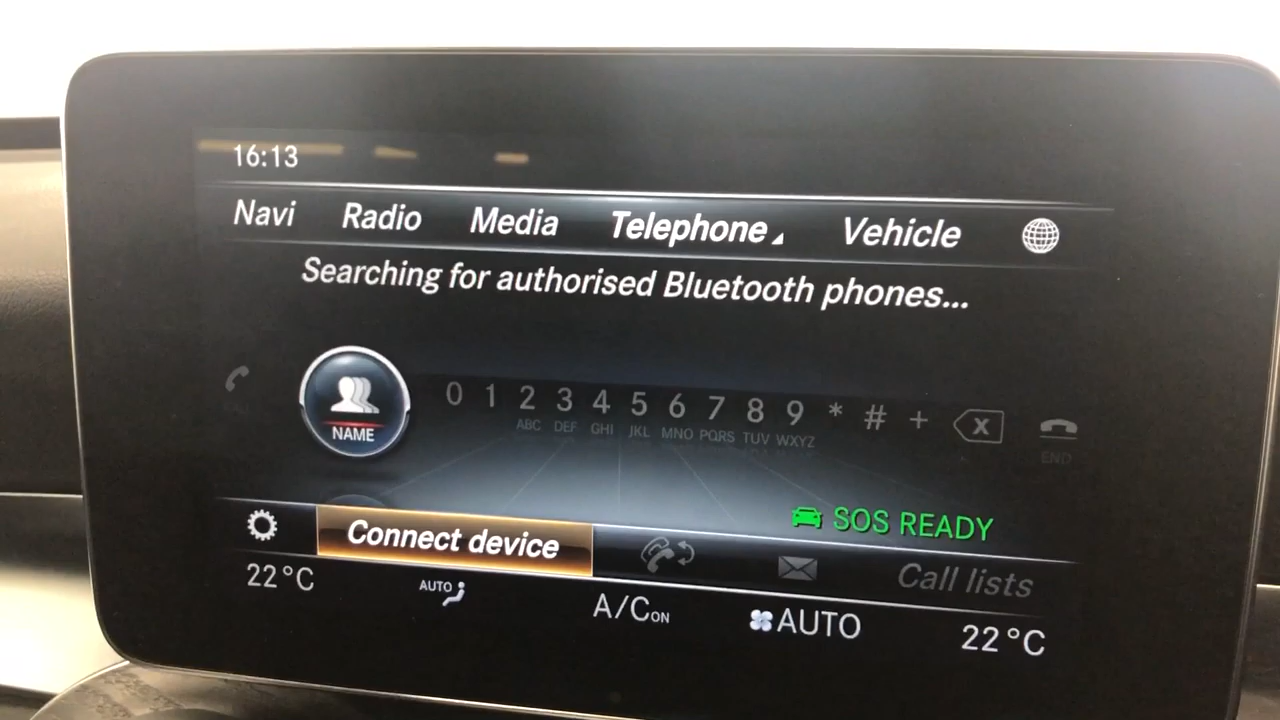 16:13
Navi Radio Media Telephone Vehicle
Searching for authorised Bluetooth phones...
NAME
0 1 2 3 4 5 6 7 8 9 * # + X
ABC DEF GHI JKL MNO PQRS TUV WXYZ
END
SOS READY
Connect device Call lists
22°C AUTO A/C ON AUTO 22°C